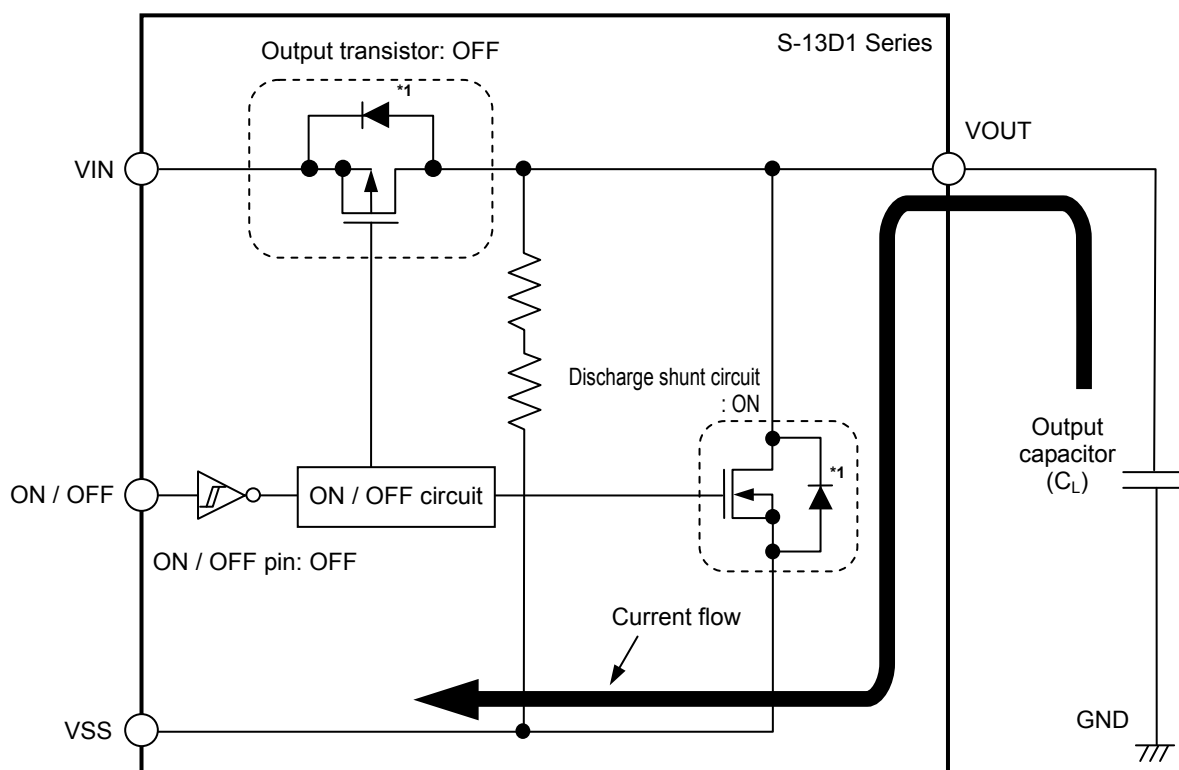 S-13D1 Series
Output transistor: OFF
*1
VOUT
VIN
Discharge shunt circuit
: ON
*1
Output
capacitor
(CL)
ON / OFF
ON / OFF circuit
ON / OFF pin: OFF
Current flow
GND
VSS